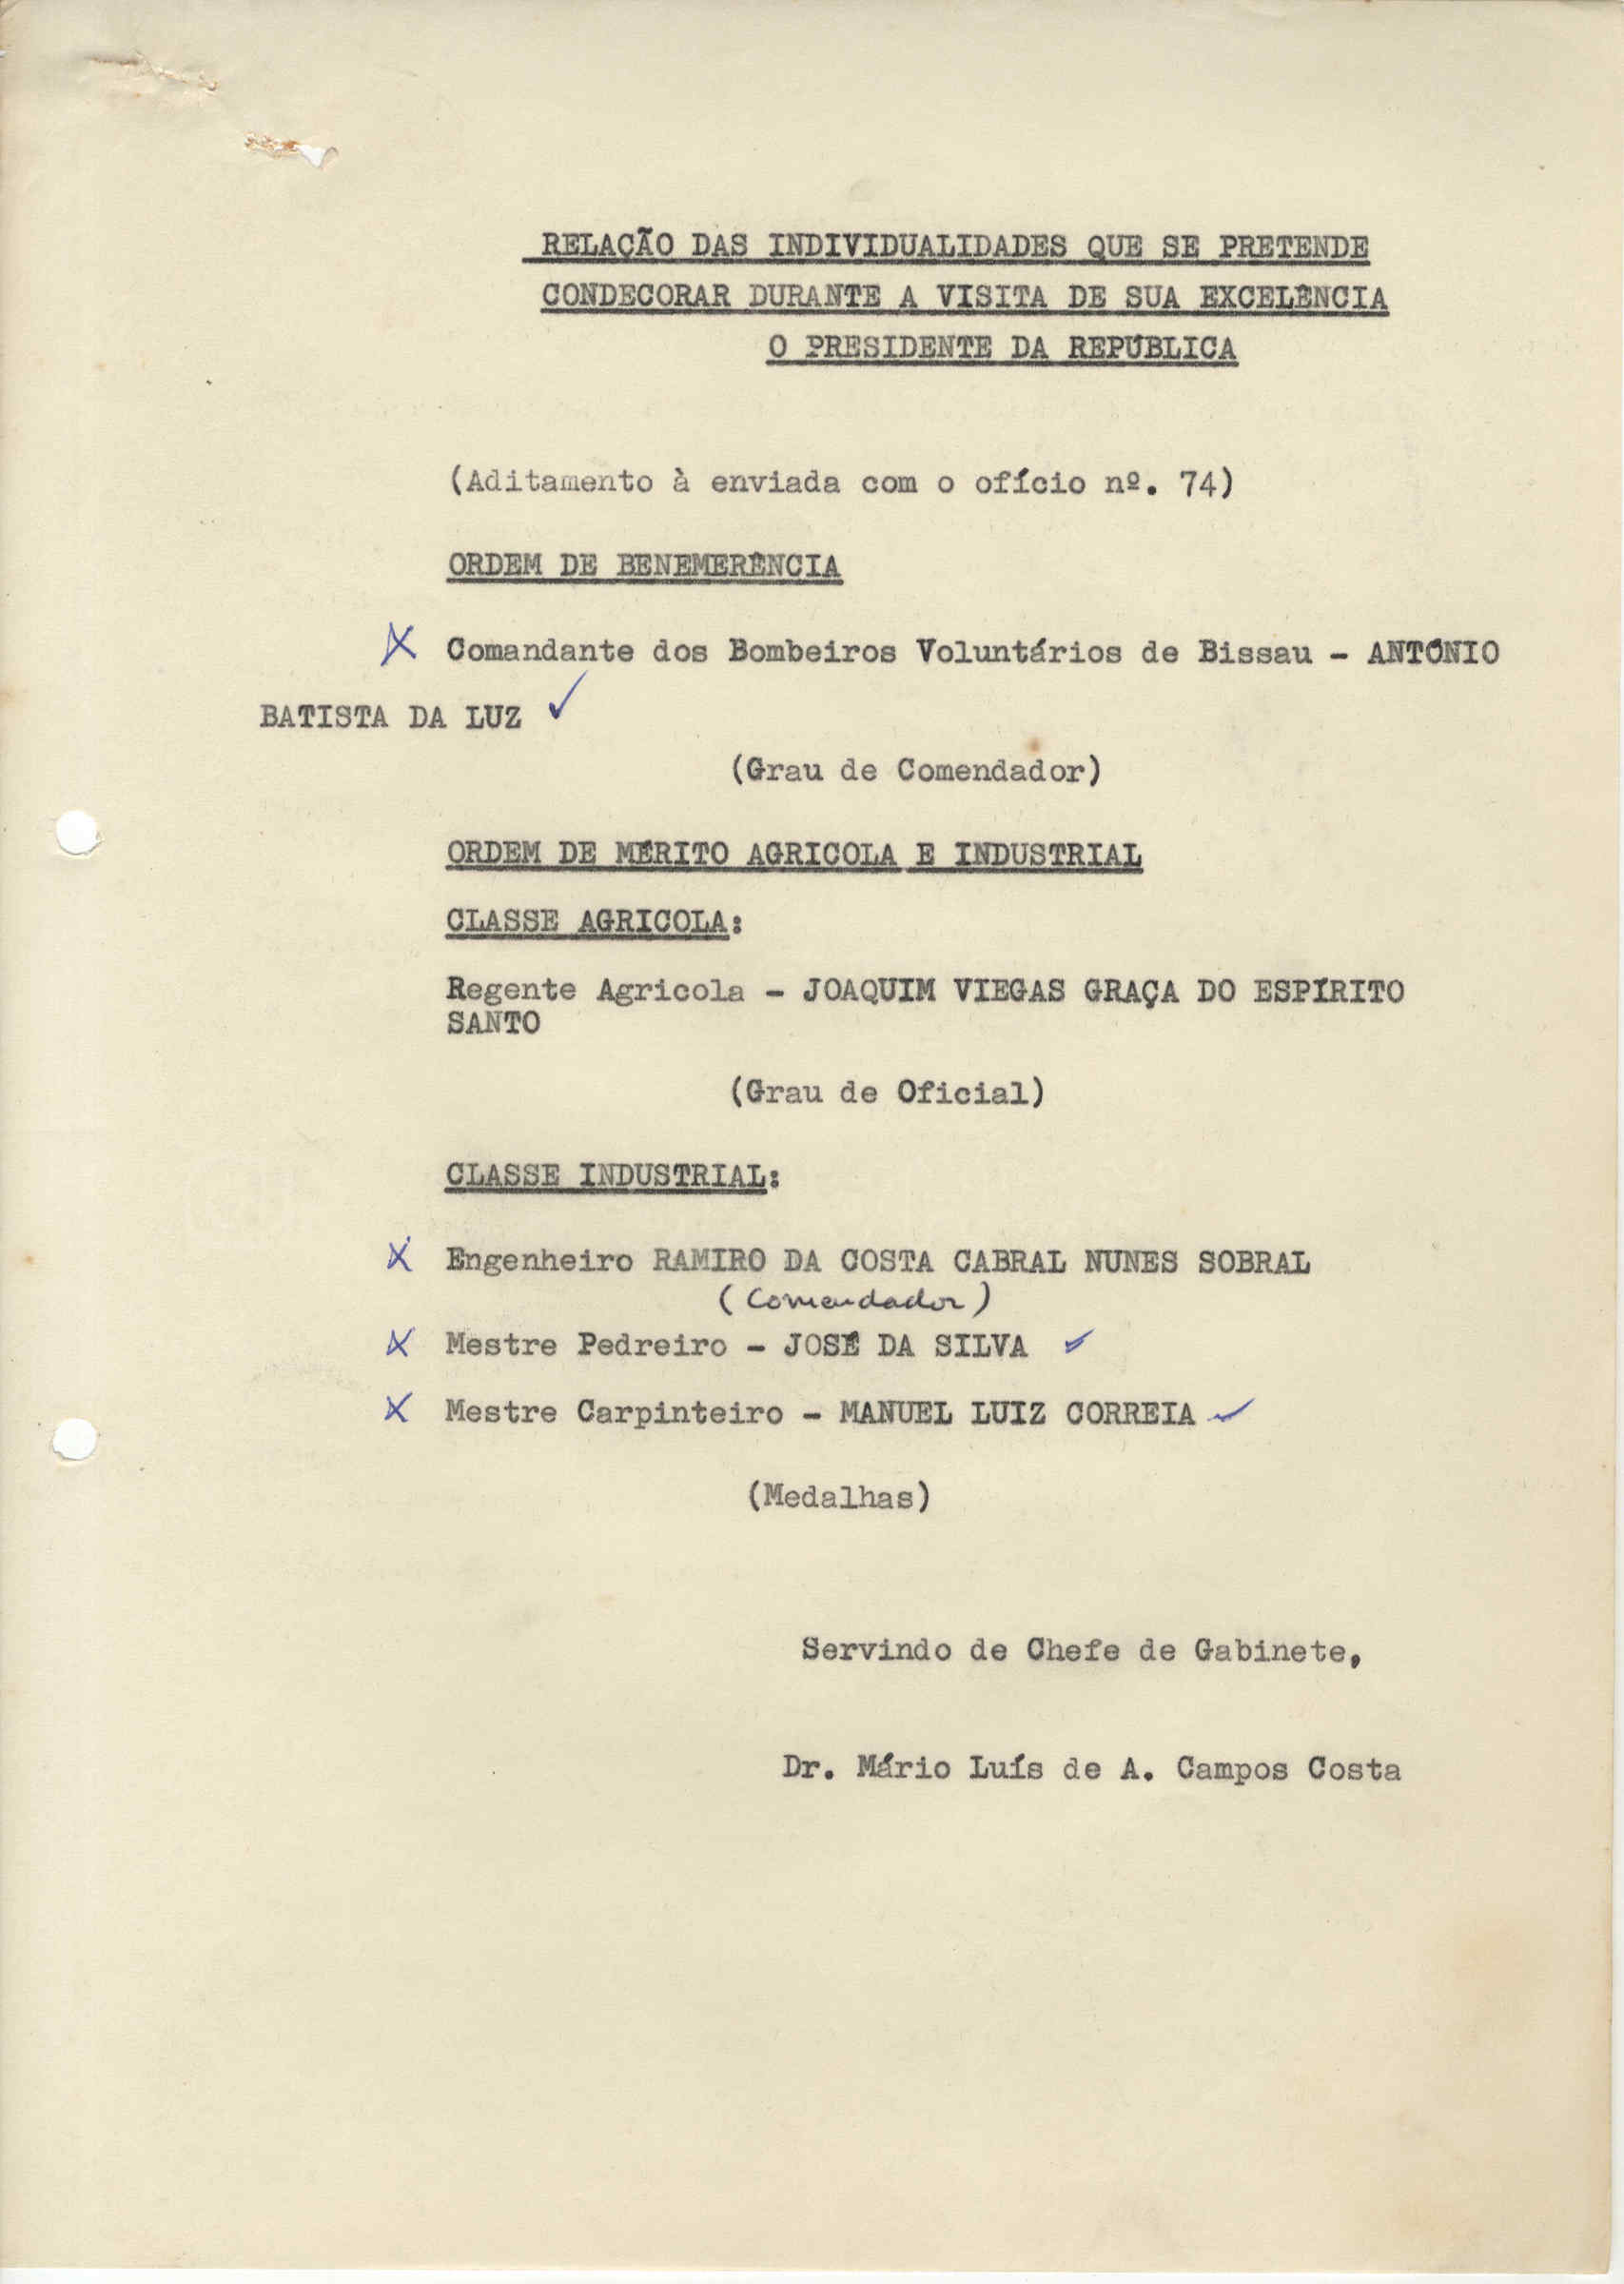 RELAÇÃO DAS INDIVIDUALIDADES QUE SE PRETENDE
CONDECORAR DURANTE A VISITA DE SUA EXCELÊNCIA
O PRESIDENTE DA REPÚBLICA
(Aditamento à enviada com o ofício nº. 74)
ORDEM DE BENEMERÊNCIA
X Comandante dos Bombeiros Voluntários de Bissau - ANTÓNIO
BATISTA DA LUZ ✓
(Grau de Comendador)
ORDEM DE MÉRITO AGRICOLA E INDUSTRIAL
CLASSE AGRICOLA:
Regente Agricola - JOAQUIM VIEGAS GRAÇA DO ESPÍRITO
SANTO
(Grau de Oficial)
CLASSE INDUSTRIAL:
X Engenheiro RAMIRO DA COSTA CABRAL NUNES SOBRAL
(Comendador)
X Mestre Pedreiro - JOSÉ DA SILVA ✓
X Mestre Carpinteiro - MANUEL LUIZ CORREIA ✓
(Medalhas)
Servindo de Chefe de Gabinete,
Dr. Mário Luís de A. Campos Costa